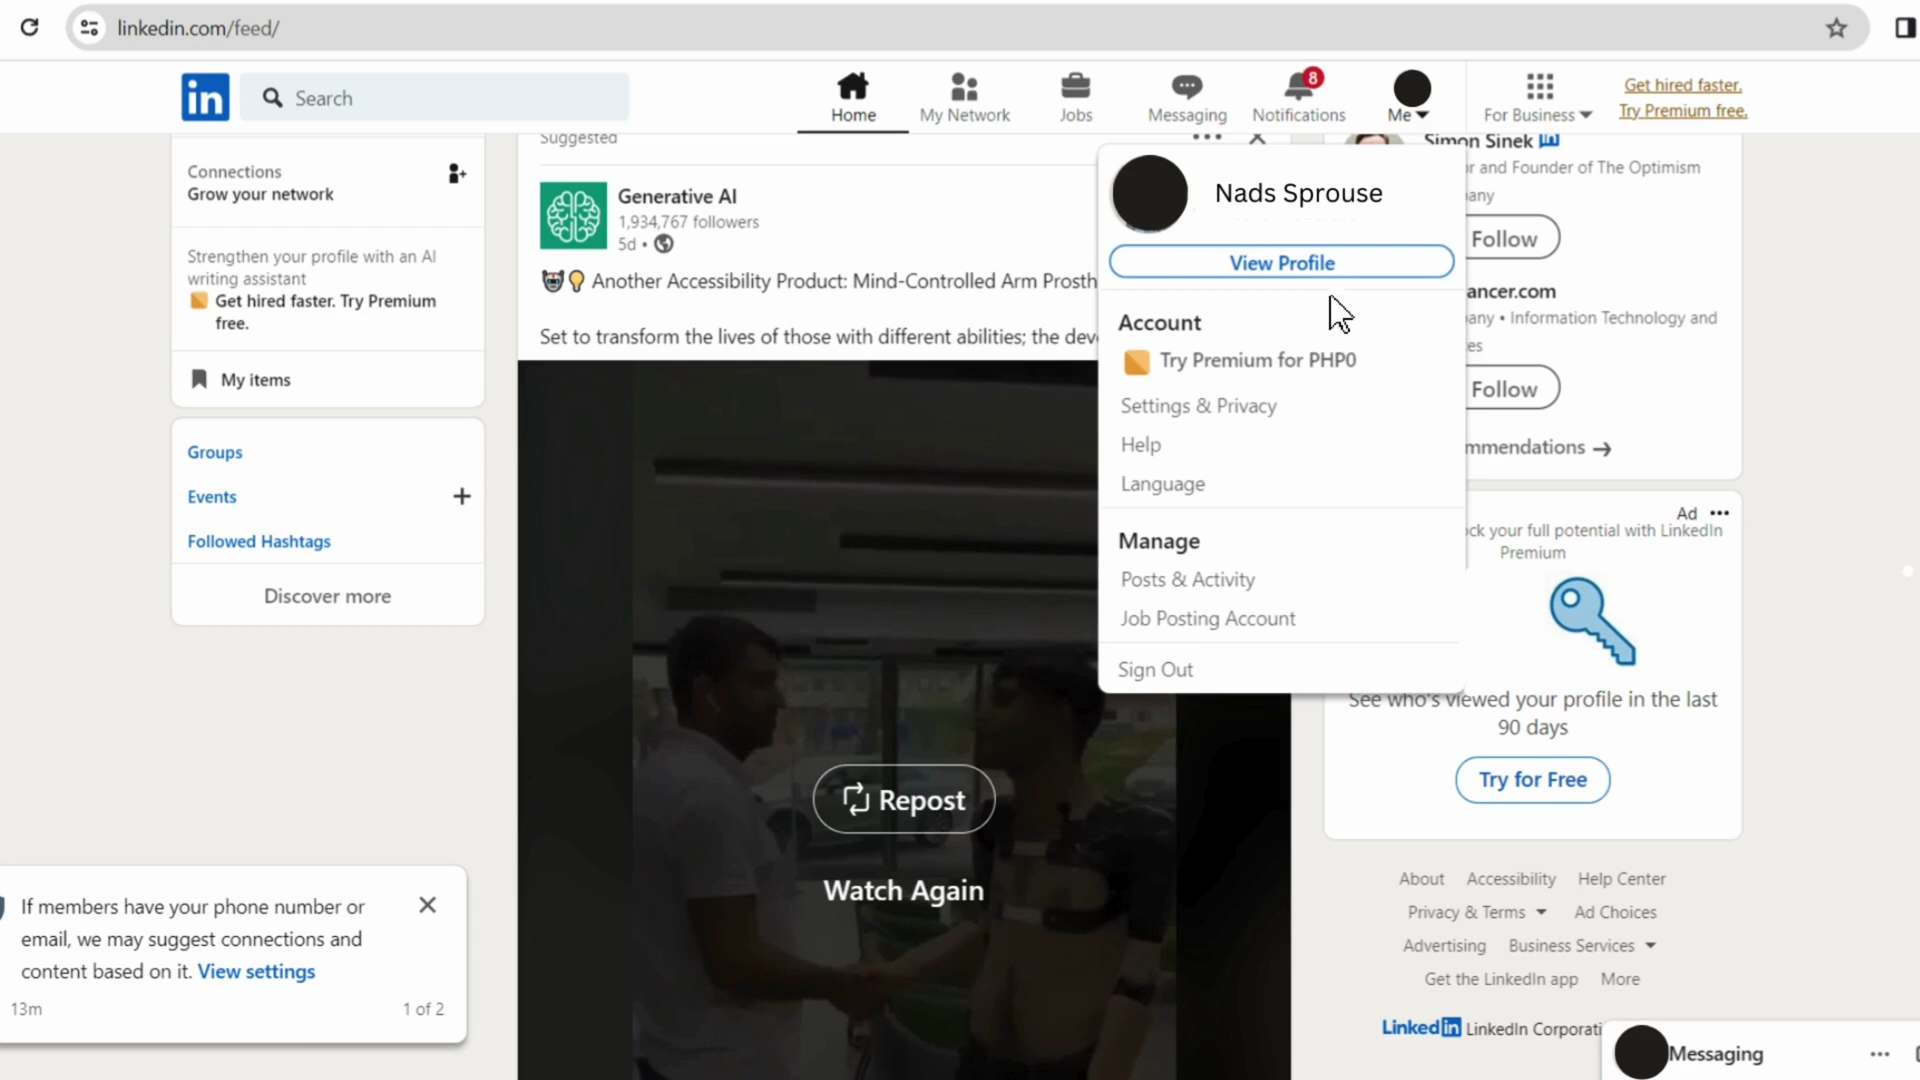 linkedin.com/feed/
in
Search
Home
My Network
Jobs
Messaging
8
Notifications
Me
For Business
Get hired faster.
Try Premium free.
Connections
Grow your network
Strengthen your profile with an AI
writing assistant
Get hired faster. Try Premium
free.
My items
Groups
Events
Followed Hashtags
Discover more
If members have your phone number or
email, we may suggest connections and
content based on it. View settings
13m
1 of 2
Suggested
Generative AI
1,934,767 followers
5d •
Another Accessibility Product: Mind-Controlled Arm Prosth
Set to transform the lives of those with different abilities; the dev
Repost
Watch Again
Nads Sprouse
View Profile
Account
Try Premium for PHP0
Settings & Privacy
Help
Language
Manage
Posts & Activity
Job Posting Account
Sign Out
Simon Sinek in
r and Founder of The Optimism
any
Follow
ancer.com
any • Information Technology and
es
Follow
mmendations
Ad
ck your full potential with LinkedIn
Premium
See who's viewed your profile in the last
90 days
Try for Free
About Accessibility Help Center
Privacy & Terms Ad Choices
Advertising Business Services
Get the LinkedIn app More
LinkedIn LinkedIn Corporati
Messaging